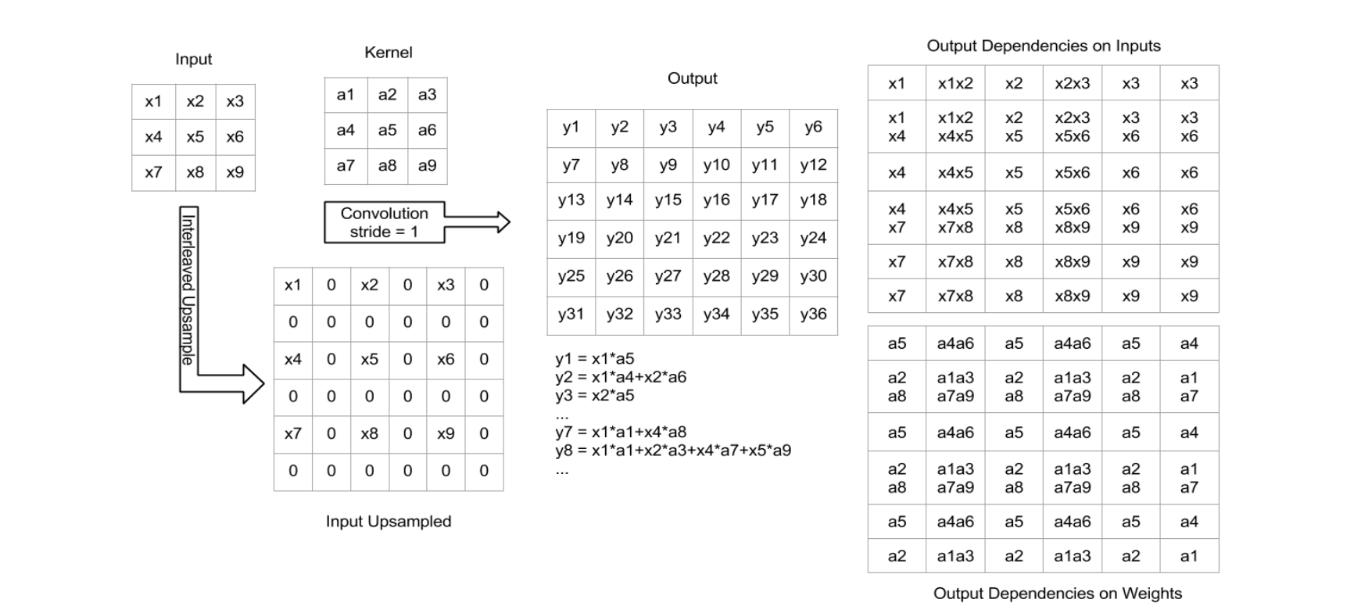 Input
x1 x2 x3
x4 x5 x6
x7 x8 x9
Kernel
a1 a2 a3
a4 a5 a6
a7 a8 a9
Convolution
stride = 1
Interleaved Upsample
x1 0 x2 0 x3 0
0 0 0 0 0 0
x4 0 x5 0 x6 0
0 0 0 0 0 0
x7 0 x8 0 x9 0
0 0 0 0 0 0
Input Upsampled
Output
y1 y2 y3 y4 y5 y6
y7 y8 y9 y10 y11 y12
y13 y14 y15 y16 y17 y18
y19 y20 y21 y22 y23 y24
y25 y26 y27 y28 y29 y30
y31 y32 y33 y34 y35 y36
y1 = x1*a5
y2 = x1*a4+x2*a6
y3 = x2*a5
...
y7 = x1*a1+x4*a8
y8 = x1*a1+x2*a3+x4*a7+x5*a9
...
Output Dependencies on Inputs
x1 x1x2 x2 x2x3 x3 x3
x1 x1x2 x2 x2x3 x3 x3
x4 x4x5 x5 x5x6 x6 x6
x4 x4x5 x5 x5x6 x6 x6
x4 x4x5 x5 x5x6 x6 x6
x7 x7x8 x8 x8x9 x9 x9
x7 x7x8 x8 x8x9 x9 x9
x7 x7x8 x8 x8x9 x9 x9
a5 a4a6 a5 a4a6 a5 a4
a2 a1a3 a2 a1a3 a2 a1
a8 a7a9 a8 a7a9 a8 a7
a5 a4a6 a5 a4a6 a5 a4
a2 a1a3 a2 a1a3 a2 a1
a8 a7a9 a8 a7a9 a8 a7
a5 a4a6 a5 a4a6 a5 a4
a2 a1a3 a2 a1a3 a2 a1
Output Dependencies on Weights